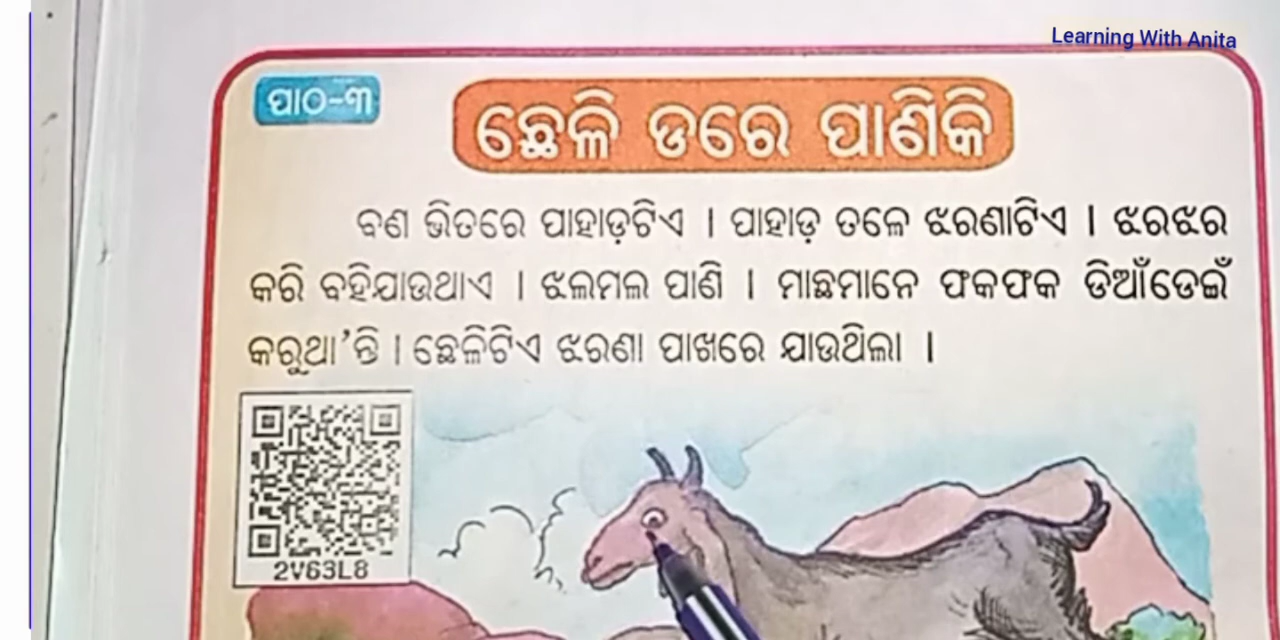 Learning With Anita
ପାଠ-୩
ଛେଳି ଡରେ ପାଣିକି
ବଣ ଭିତରେ ପାହାଡ଼ଟିଏ । ପାହାଡ଼ ତଳେ ଝରଣାଟିଏ । ଝରଝର
କରି ବହିଯାଉଥାଏ । ଝଲମଲ ପାଣି । ମାଛମାନେ ଫକଫକ ଡିଆଁଡେଇଁ
କରୁଥା’ନ୍ତି । ଛେଳିଟିଏ ଝରଣା ପାଖରେ ଯାଉଥିଲା ।
2V63L8